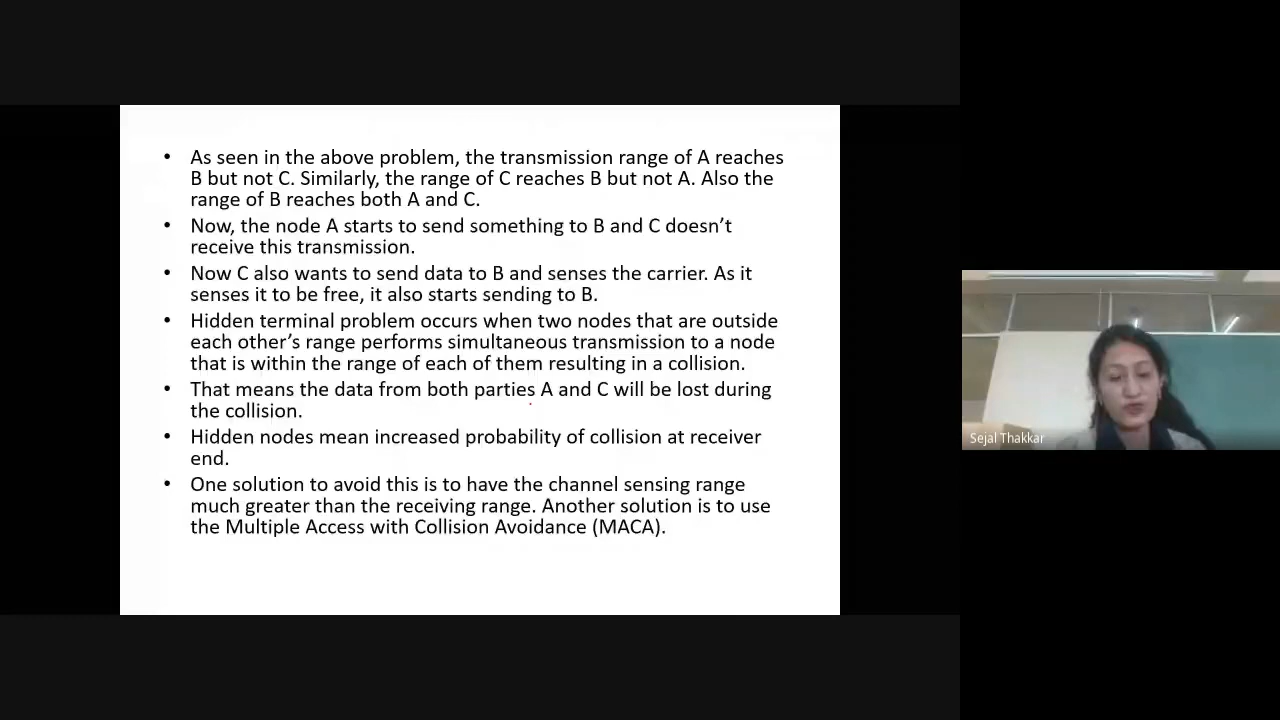 • As seen in the above problem, the transmission range of A reaches
B but not C. Similarly, the range of C reaches B but not A. Also the
range of B reaches both A and C.
• Now, the node A starts to send something to B and C doesn’t
receive this transmission.
• Now C also wants to send data to B and senses the carrier. As it
senses it to be free, it also starts sending to B.
• Hidden terminal problem occurs when two nodes that are outside
each other’s range performs simultaneous transmission to a node
that is within the range of each of them resulting in a collision.
• That means the data from both parties A and C will be lost during
the collision.
• Hidden nodes mean increased probability of collision at receiver
end.
• One solution to avoid this is to have the channel sensing range
much greater than the receiving range. Another solution is to use
the Multiple Access with Collision Avoidance (MACA).
Sejal Thakkar